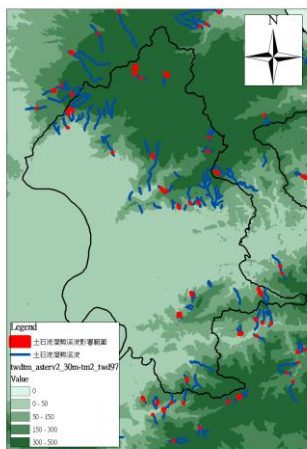 N
Legend
土石流潛勢溪流影響範圍
土石流潛勢溪流
twdtm_asterv2_30m-tm2_twd97
Value
0
0 - 50
50 - 150
150 - 300
300 - 500